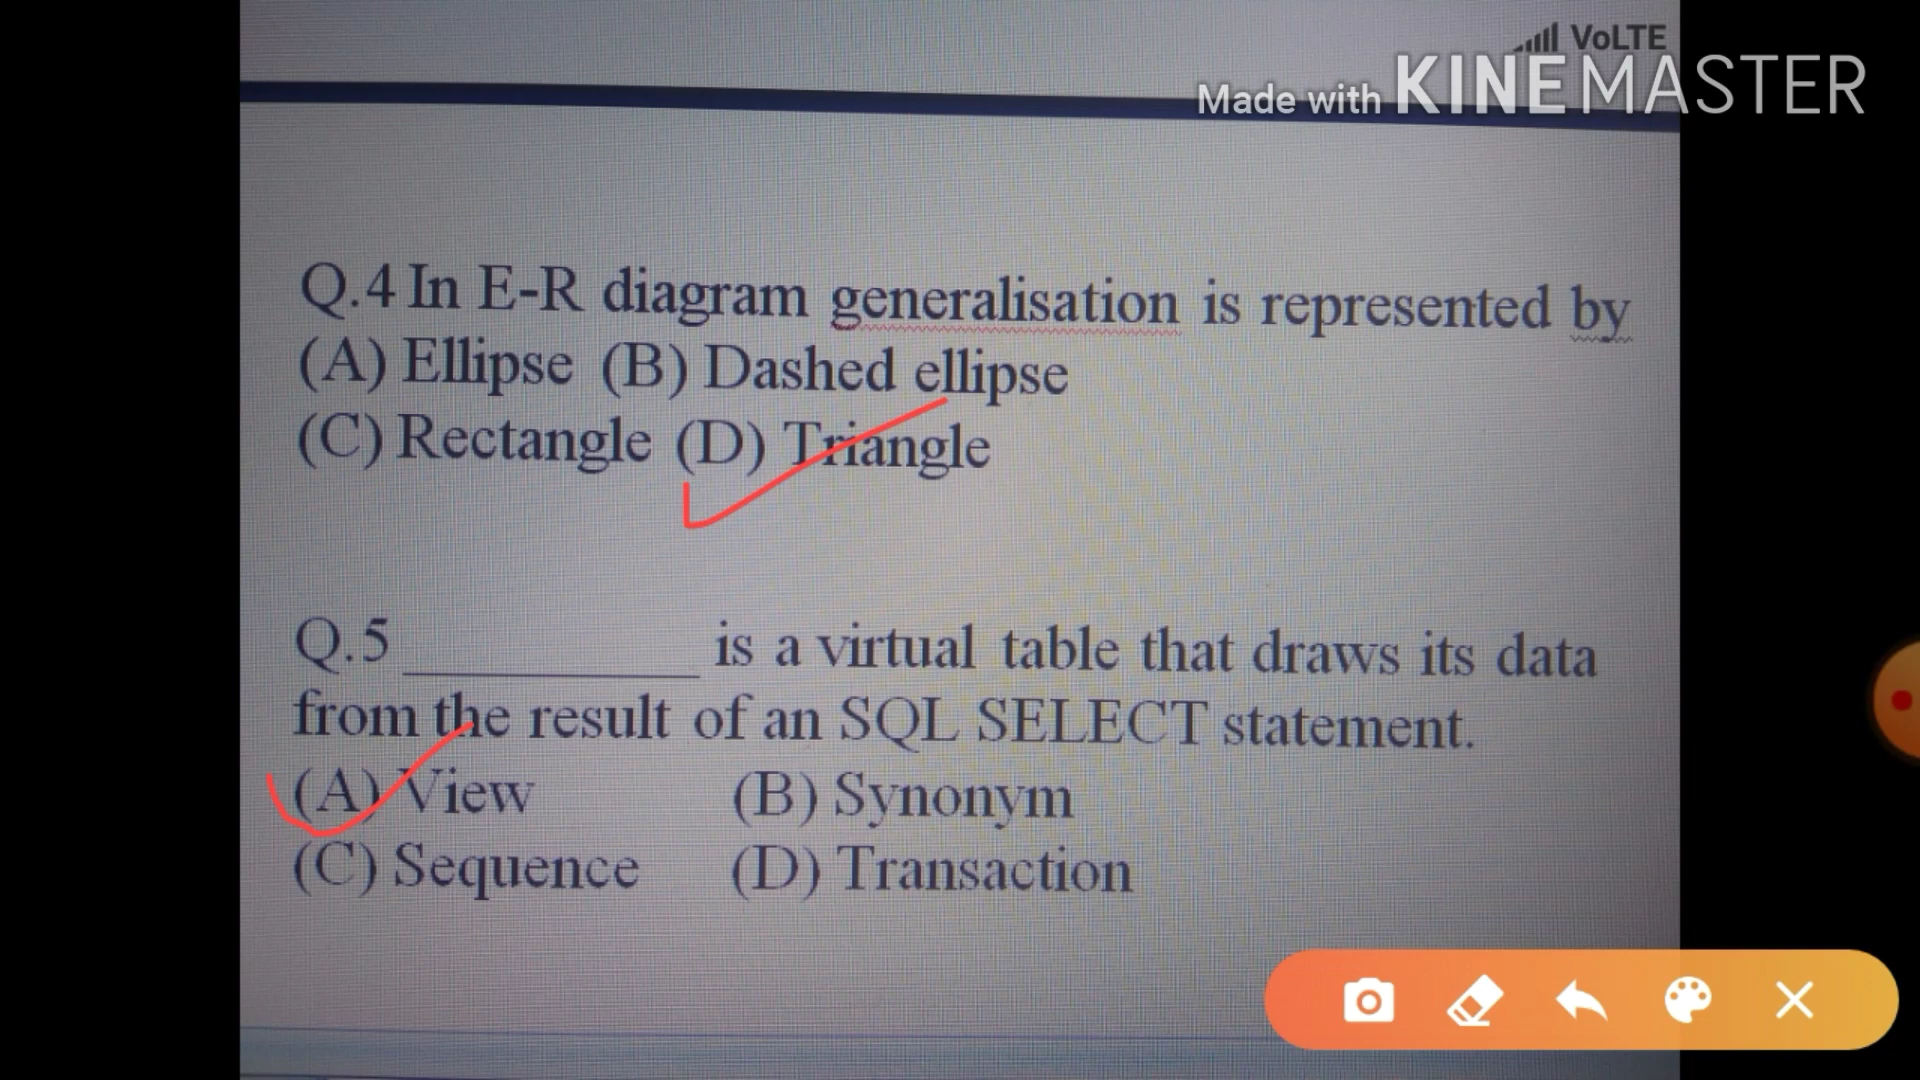 VoLTE
Made with KINEMASTER
Q.4 In E-R diagram generalisation is represented by
(A) Ellipse (B) Dashed ellipse
(C) Rectangle (D) Triangle
Q.5 __________ is a virtual table that draws its data
from the result of an SQL SELECT statement.
(A) View (B) Synonym
(C) Sequence (D) Transaction